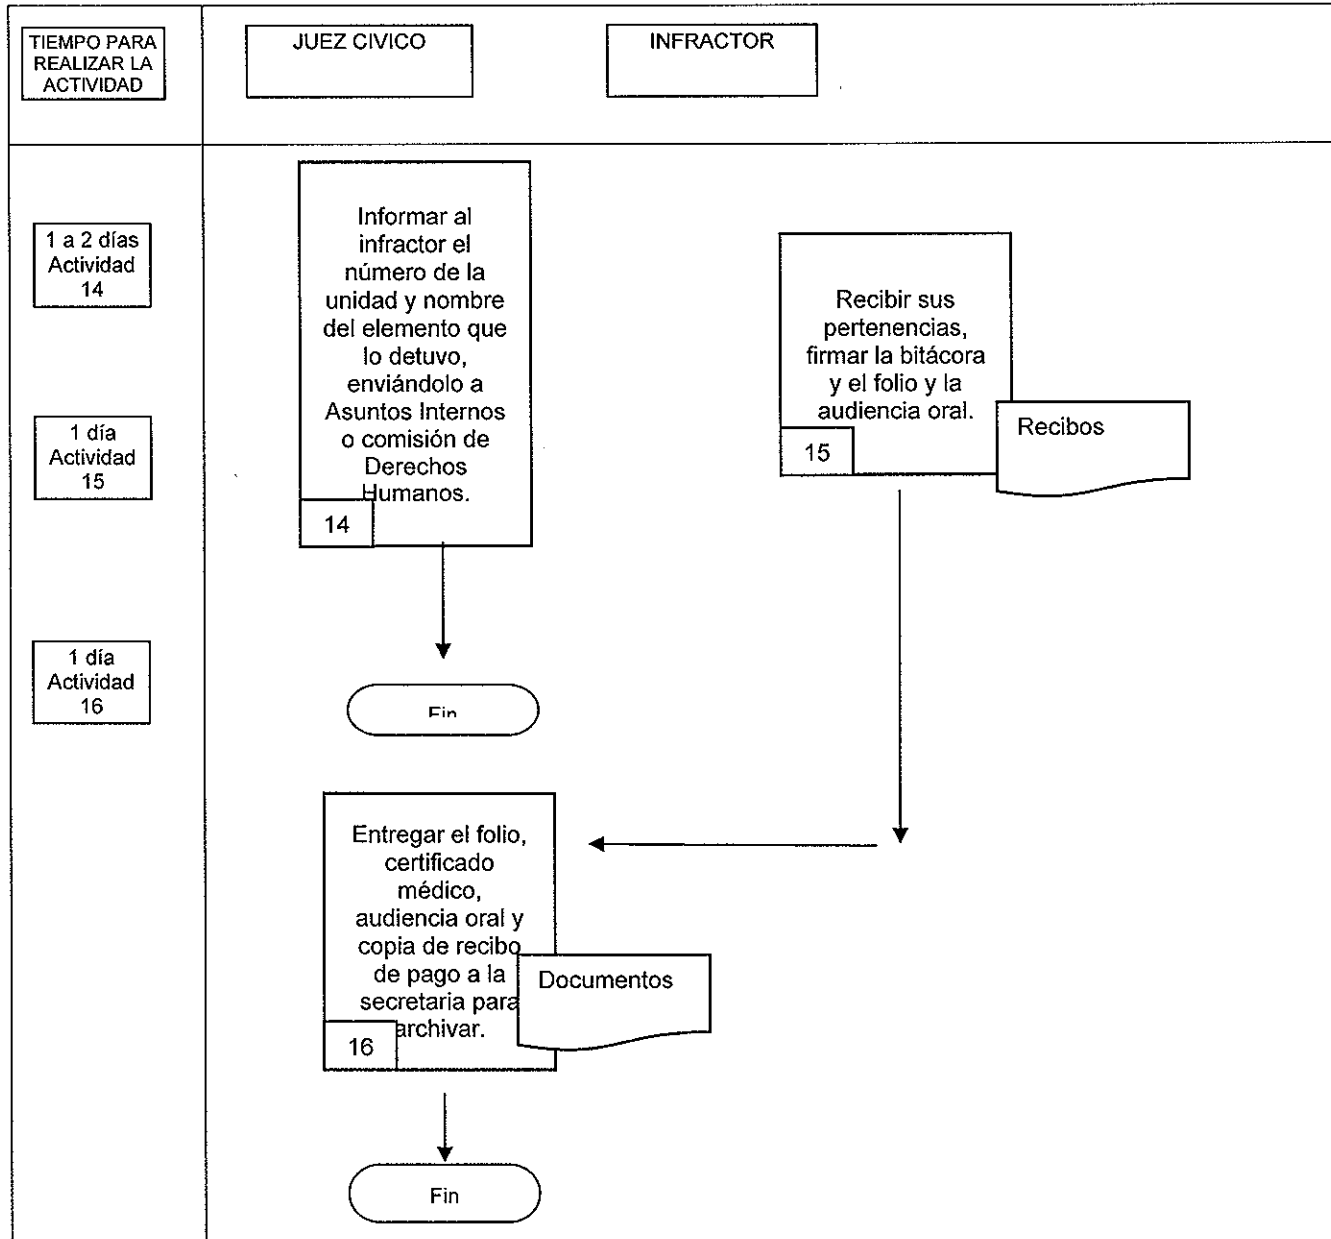 TIEMPO PARA
REALIZAR LA
ACTIVIDAD
JUEZ CIVICO
INFRACTOR
1 a 2 días
Actividad
14
1 día
Actividad
15
1 día
Actividad
16
Informar al
infractor el
número de la
unidad y nombre
del elemento que
lo detuvo,
enviándolo a
Asuntos Internos
o comisión de
Derechos
Humanos.
14
Recibir sus
pertenencias,
firmar la bitácora
y el folio y la
audiencia oral.
15
Recibos
Fin
Entregar el folio,
certificado
médico,
audiencia oral y
copia de recibo
de pago a la
secretaria para
archivar.
16
Documentos
Fin